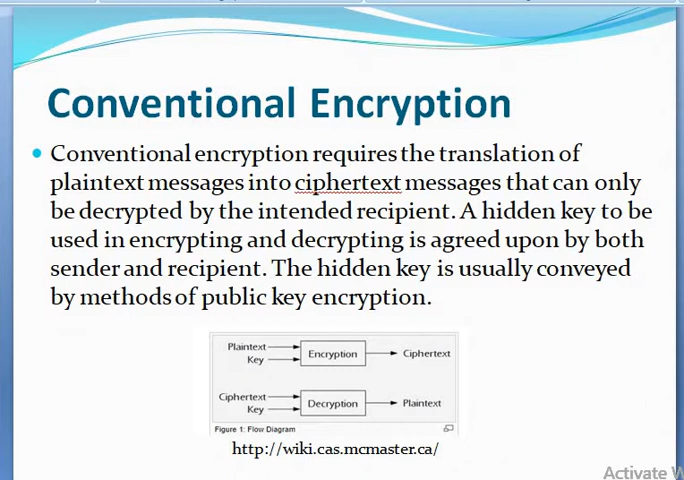 Conventional Encryption
Conventional encryption requires the translation of
plaintext messages into ciphertext messages that can only
be decrypted by the intended recipient. A hidden key to be
used in encrypting and decrypting is agreed upon by both
sender and recipient. The hidden key is usually conveyed
by methods of public key encryption.
Plaintext
Key
Encryption
Ciphertext
Ciphertext
Key
Decryption
Plaintext
Figure 1: Flow Diagram
http://wiki.cas.mcmaster.ca/
Activate